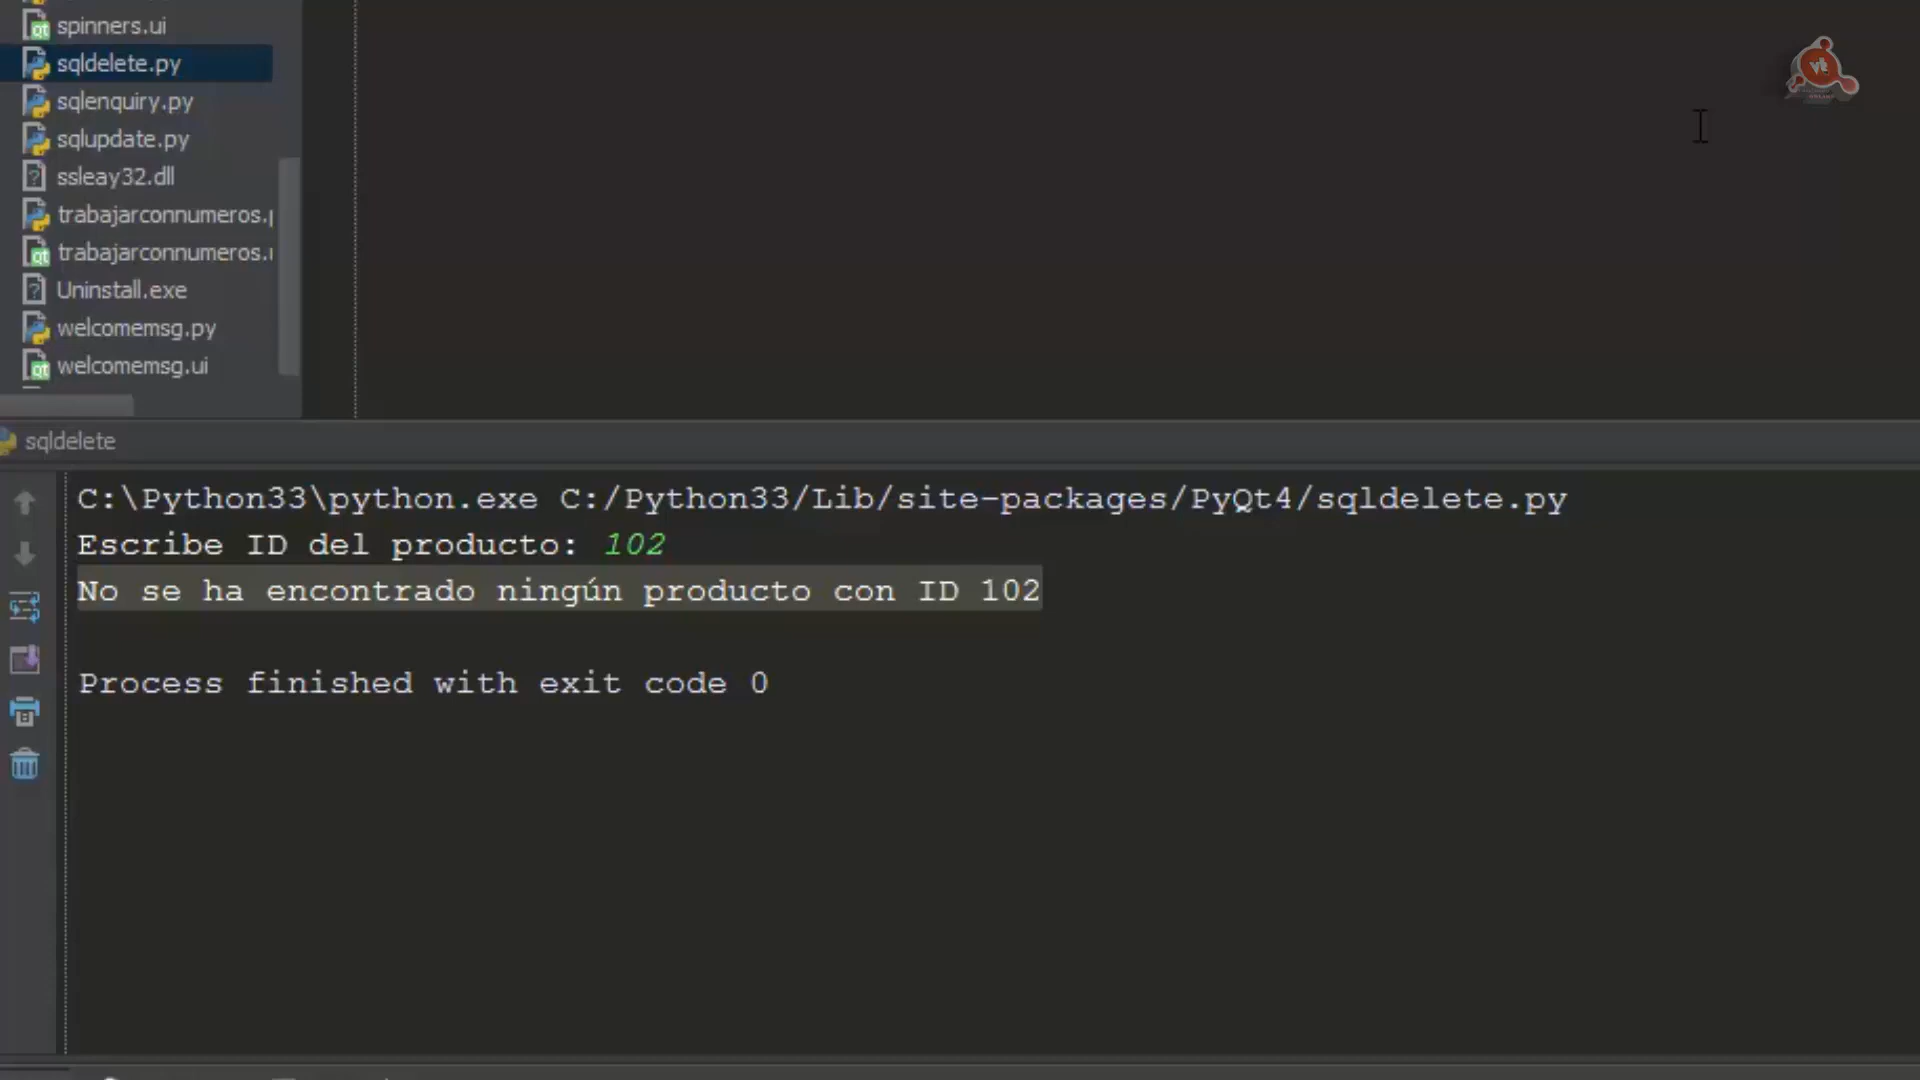 spinners.ui
sqldelete.py
sqlenquiry.py
sqlupdate.py
ssleay32.dll
trabajarconnumeros.p
trabajarconnumeros.
Uninstall.exe
welcomemsg.py
welcomemsg.ui
sqldelete
C:\Python33\python.exe C:/Python33/Lib/site-packages/PyQt4/sqldelete.py
Escribe ID del producto: 102
No se ha encontrado ningún producto con ID 102
Process finished with exit code 0
vt